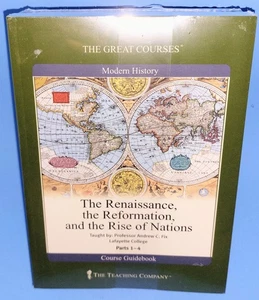 THE GREAT COURSES™
Modern History
The Renaissance,
the Reformation,
and the Rise of Nations
Taught by: Professor Andrew C. Fix
Lafayette College
Parts 1–4
Course Guidebook
THE TEACHING COMPANY®